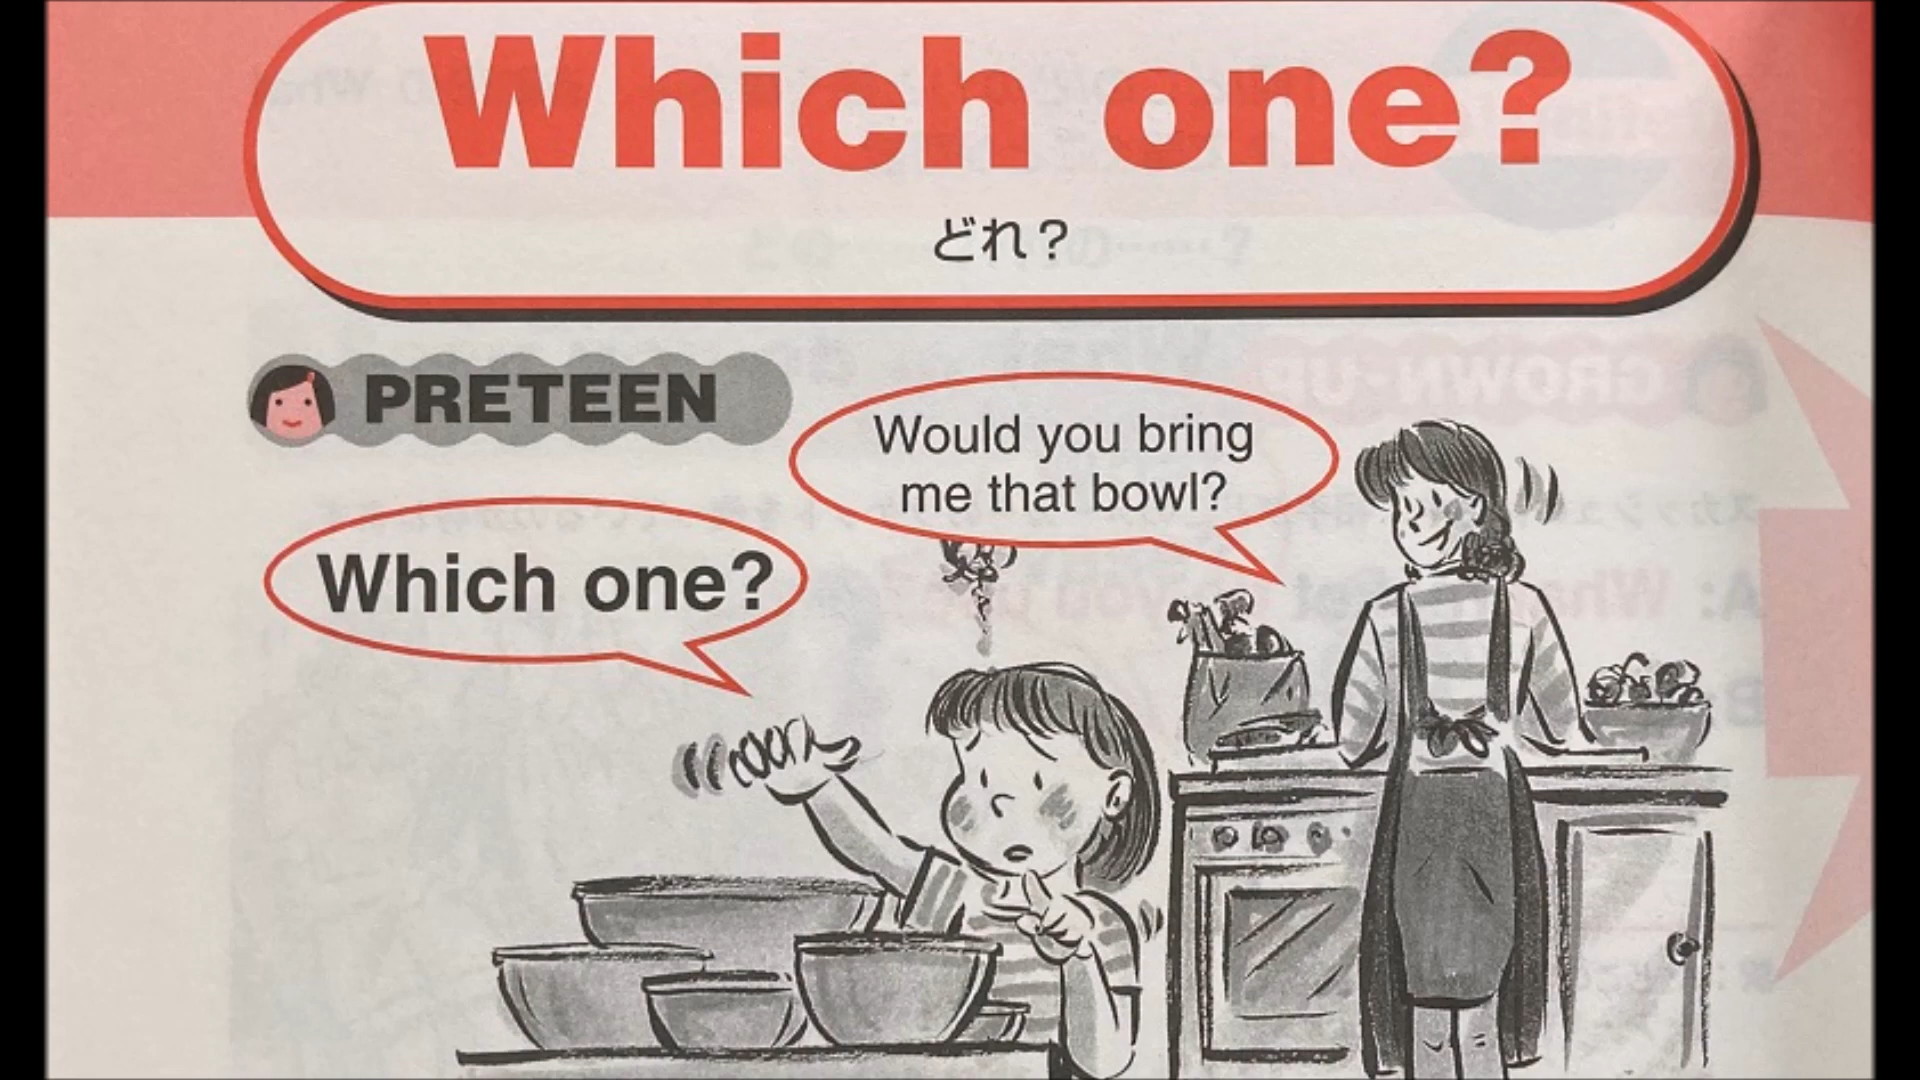 Which one?
どれ？
PRETEEN
Would you bring
me that bowl?
Which one?